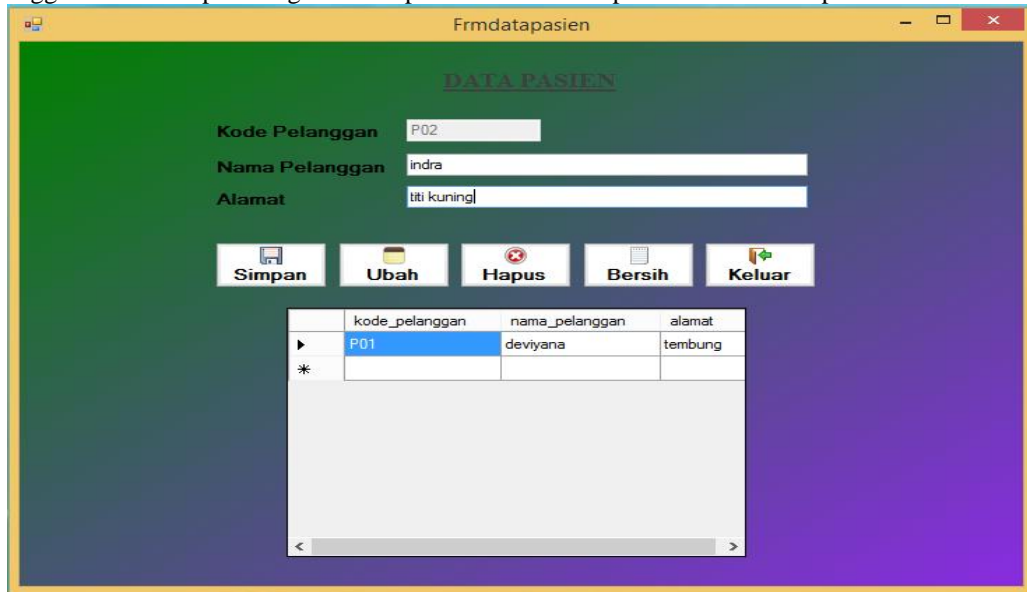 Frmdatapasien
DATA PASIEN
Kode Pelanggan P02
Nama Pelanggan indra
Alamat titi kuning
Simpan Ubah Hapus Bersih Keluar
kode_pelanggan nama_pelanggan alamat
P01 deviyana tembung